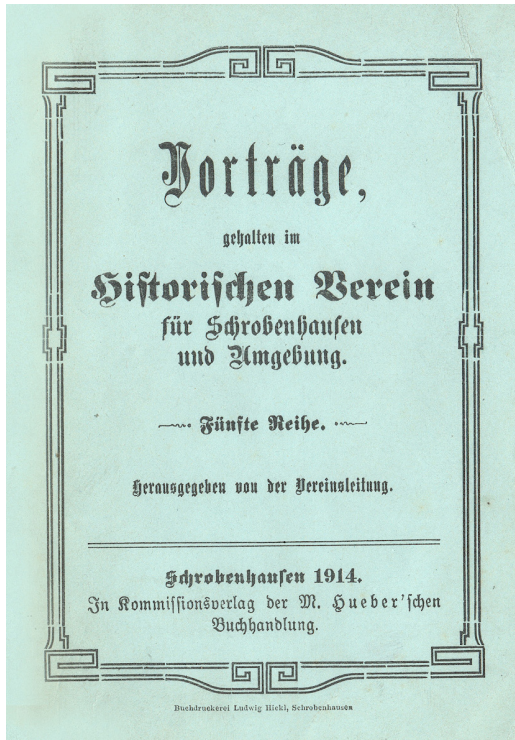 Vorträge,
gehalten im
Historischen Verein
für Schrobenhausen
und Umgebung.
Fünfte Reihe.
Herausgegeben von der Vereinsleitung.
Schrobenhausen 1914.
In Kommissionsverlag der M. Hueber'schen
Buchhandlung.
Buchdruckerei Ludwig Hiekl, Schrobenhausen